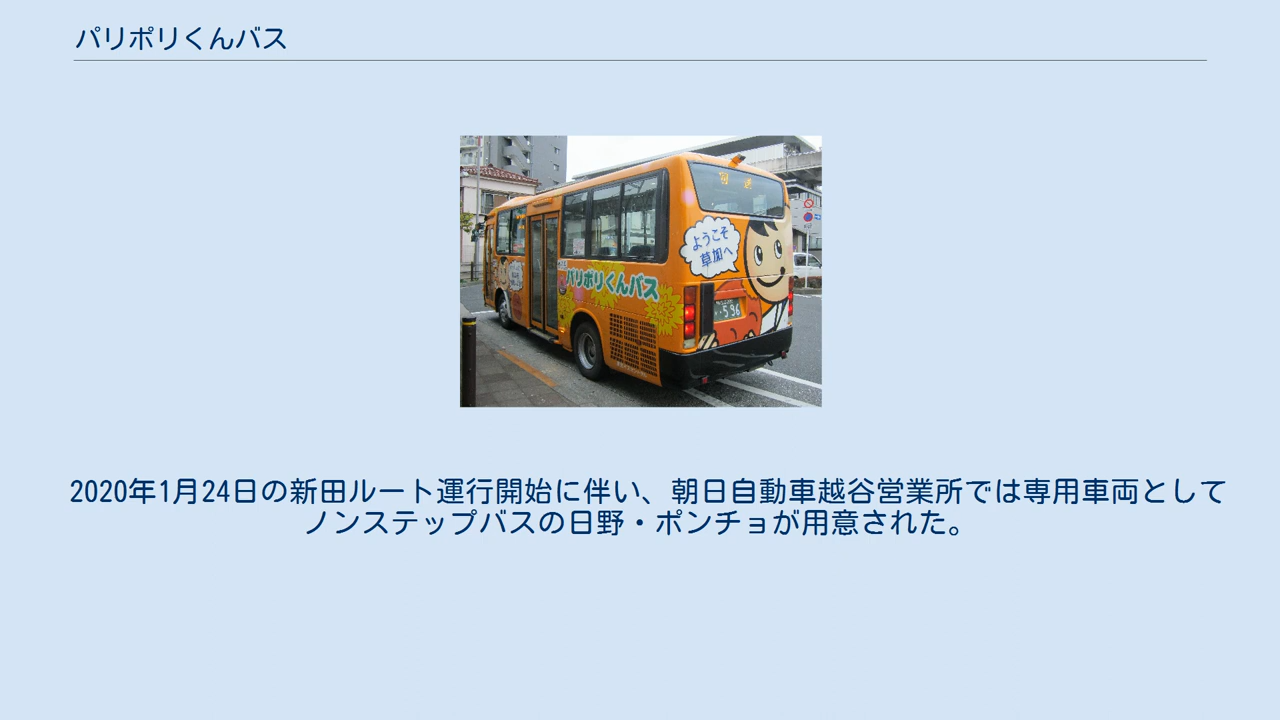 パリポリくんバス
ようこそ
草加へ
パリポリくんバス
・596
2020年1月24日の新田ルート運行開始に伴い、朝日自動車越谷営業所では専用車両として
ノンステップバスの日野・ポンチョが用意された。